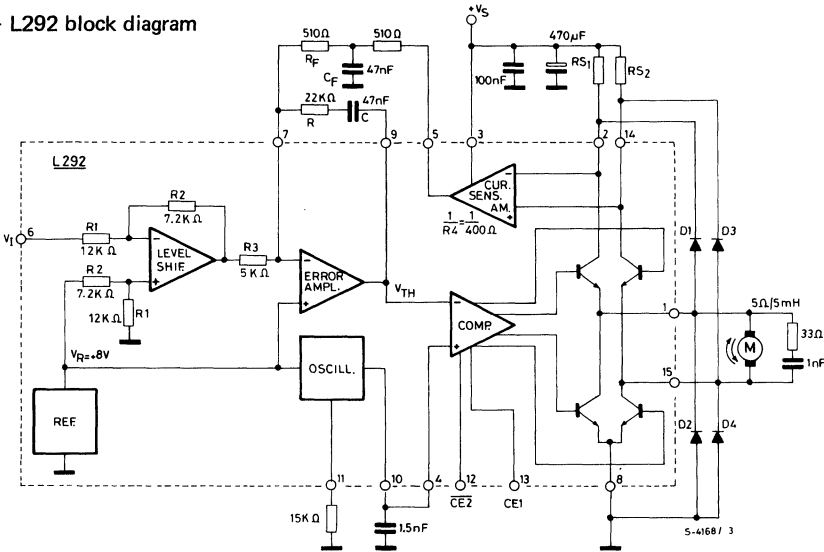 L292 block diagram
+VS
510Ω
510Ω
470µF
RF
CF
47nF
100nF
RS1
RS2
22KΩ
47nF
R
C
7
9
5
3
2
14
L292
CUR.
SENS.
AM.
-
+
1/R4=1/400Ω
R2
7.2KΩ
VI
6
R1
12KΩ
-
+
LEVEL
SHIF.
R3
5KΩ
-
+
ERROR
AMPL.
R2
7.2KΩ
12KΩ
R1
VTH
-
+
COMP.
D1
D3
1
5Ω/5mH
M
33Ω
1nF
15
VR=+8V
OSCILL.
REF.
D2
D4
11
10
4
12
13
8
CE2
CE1
15KΩ
1.5nF
S-4168/3